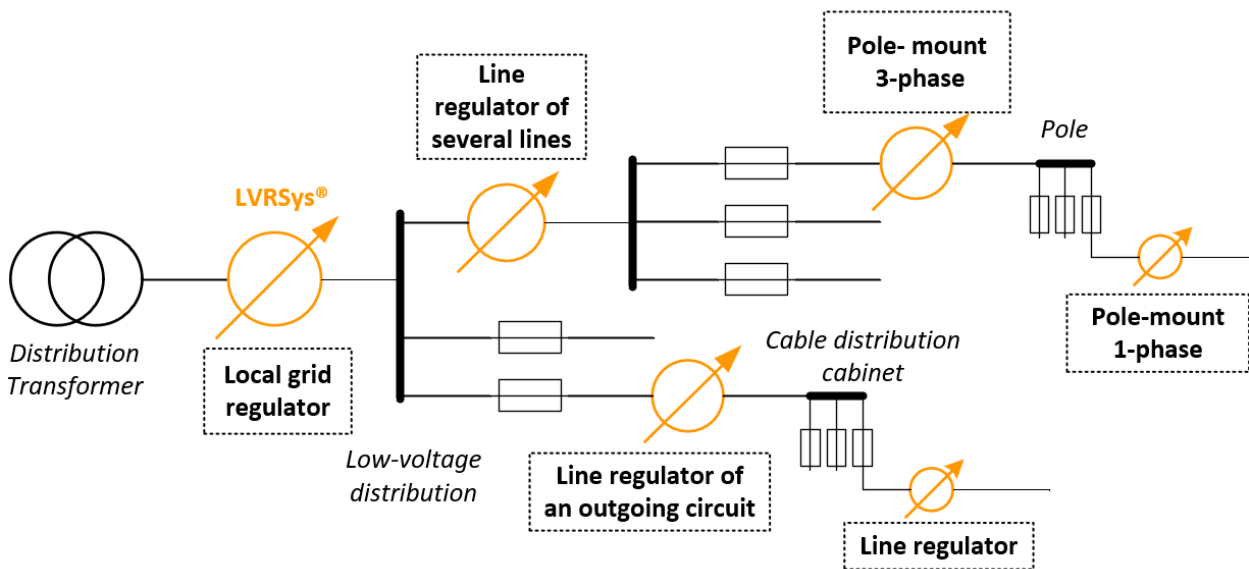 Pole- mount
3-phase
Line
regulator of
several lines
Pole
LVRSys®
Distribution
Transformer
Local grid
regulator
Pole-mount
1-phase
Cable distribution
cabinet
Low-voltage
distribution
Line regulator of
an outgoing circuit
Line regulator